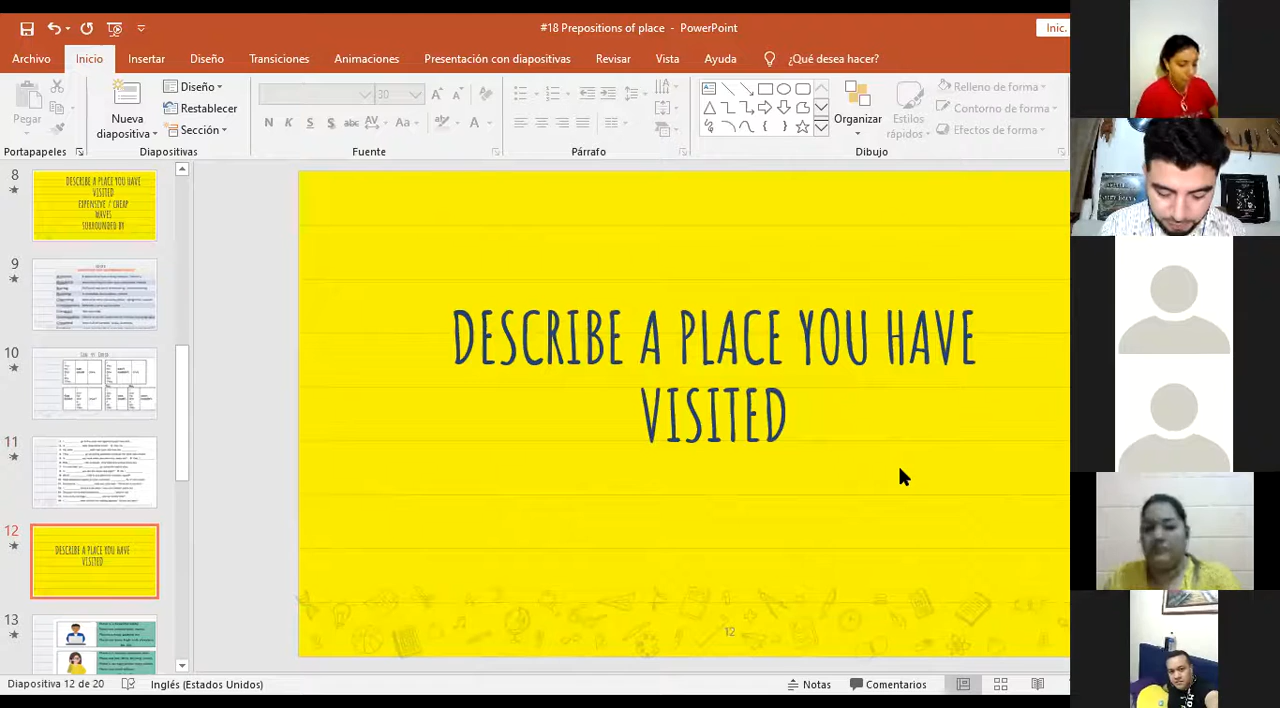 #18 Prepositions of place - PowerPoint
Inic.
Archivo Inicio Insertar Diseño Transiciones Animaciones Presentación con diapositivas Revisar Vista Ayuda ¿Qué desea hacer?
Pegar
Nueva
diapositiva
Diseño
Restablecer
Sección
30
N K S S AV Aa
A
Organizar
Estilos
rápidos
Relleno de forma
Contorno de forma
Efectos de forma
Portapapeles Diapositivas Fuente Párrafo Dibujo
8
DESCRIBE A PLACE YOU HAVE
VISITED
EXPENSIVE / CHEAP
WAVES
SURROUNDED BY
9
10
11
12
DESCRIBE A PLACE YOU HAVE
VISITED
13
DESCRIBE A PLACE YOU HAVE
VISITED
12
Diapositiva 12 de 20 Inglés (Estados Unidos) Notas Comentarios